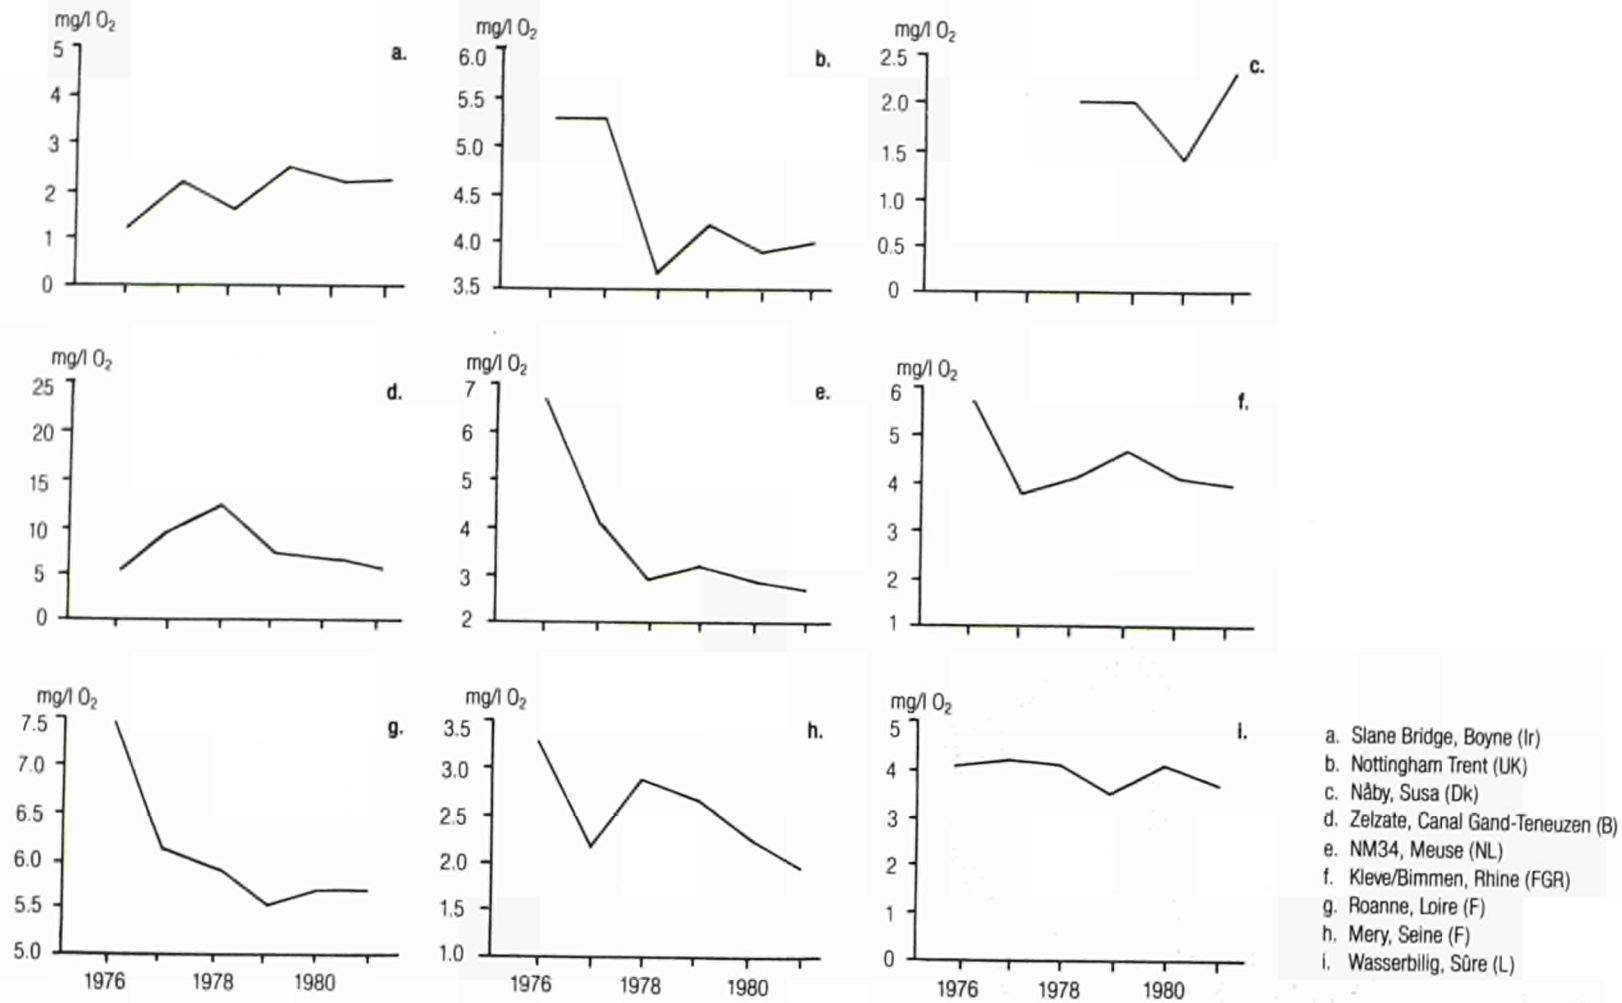 mg/l O₂
a.
5
4
3
2
1
0
mg/l O₂
b.
6.0
5.5
5.0
4.5
4.0
3.5
mg/l O₂
c.
2.5
2.0
1.5
1.0
0.5
0
mg/l O₂
d.
25
20
15
10
5
0
mg/l O₂
e.
7
6
5
4
3
2
mg/l O₂
f.
6
5
4
3
2
1
mg/l O₂
g.
7.5
7.0
6.5
6.0
5.5
5.0
1976 1978 1980
mg/l O₂
h.
3.5
3.0
2.5
2.0
1.5
1.0
1976 1978 1980
mg/l O₂
i.
5
4
3
2
1
0
1976 1978 1980
a. Slane Bridge, Boyne (Ir)
b. Nottingham Trent (UK)
c. Nåby, Susa (Dk)
d. Zelzate, Canal Gand-Teneuzen (B)
e. NM34, Meuse (NL)
f. Kleve/Bimmen, Rhine (FGR)
g. Roanne, Loire (F)
h. Mery, Seine (F)
i. Wasserbilig, Sûre (L)